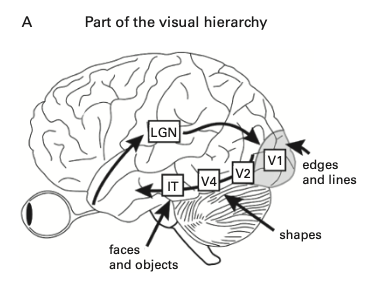 A Part of the visual hierarchy
LGN
V1
V2
V4
IT
edges
and lines
shapes
faces
and objects